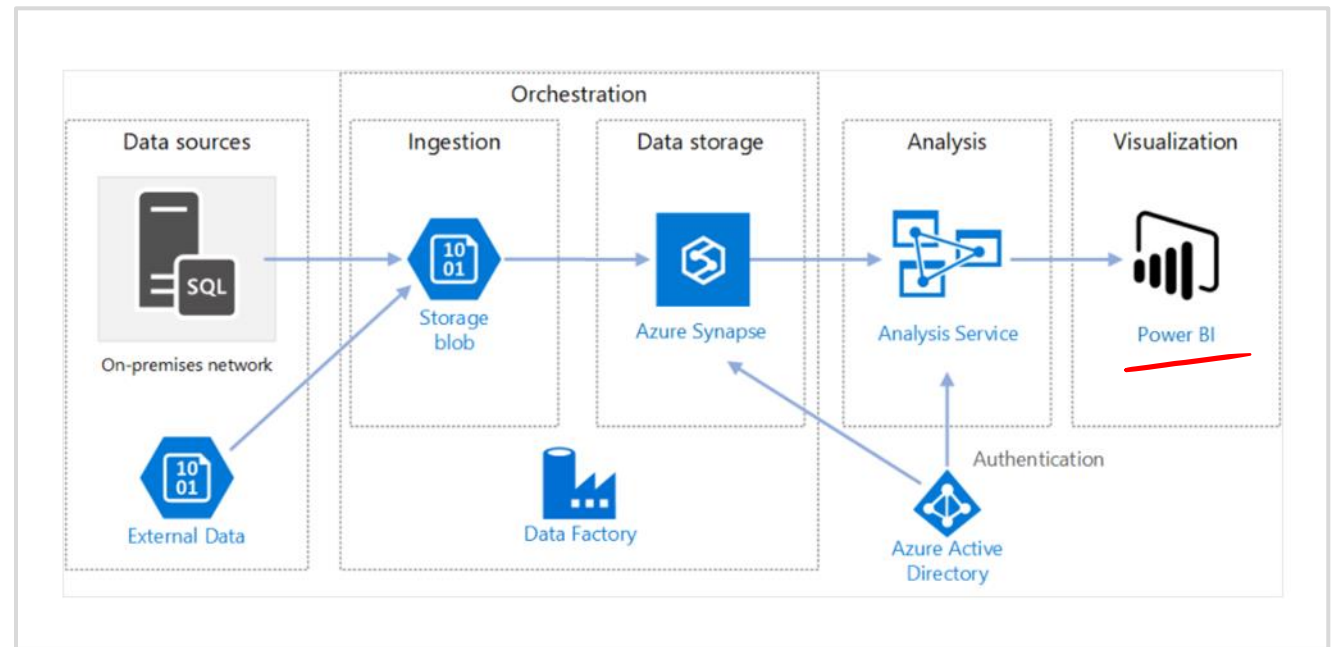 Orchestration
Data sources
Ingestion
Data storage
Analysis
Visualization
10
01
SQL
Storage
blob
Azure Synapse
Analysis Service
Power BI
On-premises network
10
01
External Data
Data Factory
Authentication
Azure Active
Directory